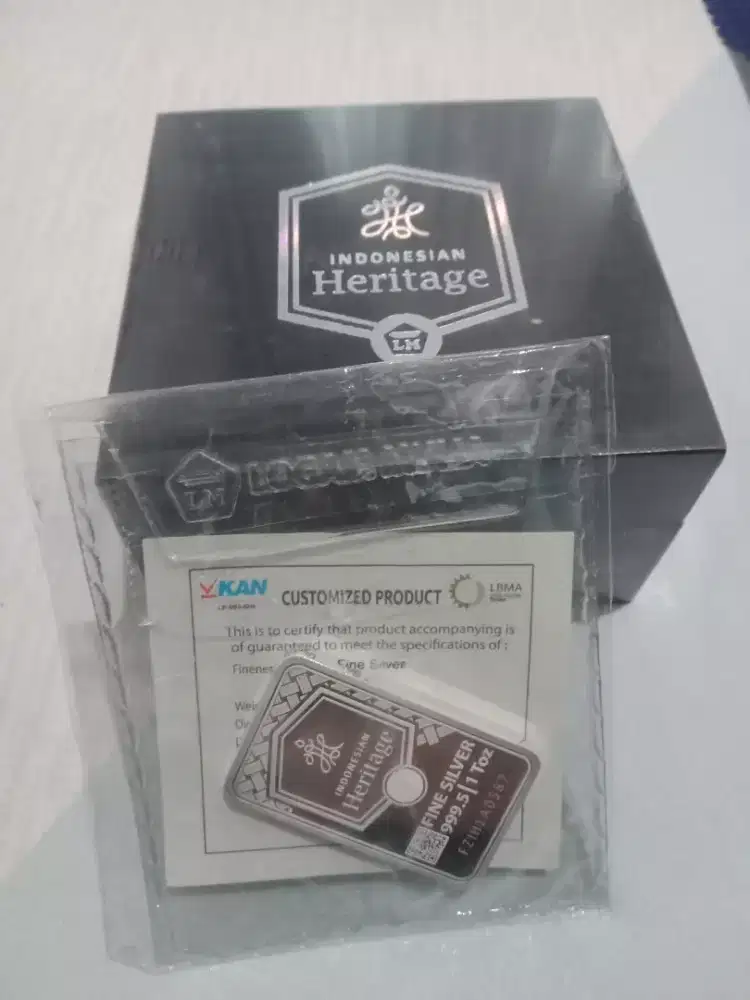 INDONESIAN
Heritage
LM
LM
KAN
CUSTOMIZED PRODUCT
LBMA
This is to certify that product accompanying is
of guaranteed to meet the specifications of :
Fine Silver
INDONESIAN
Heritage
FINE SILVER
999.5 | 1 Toz